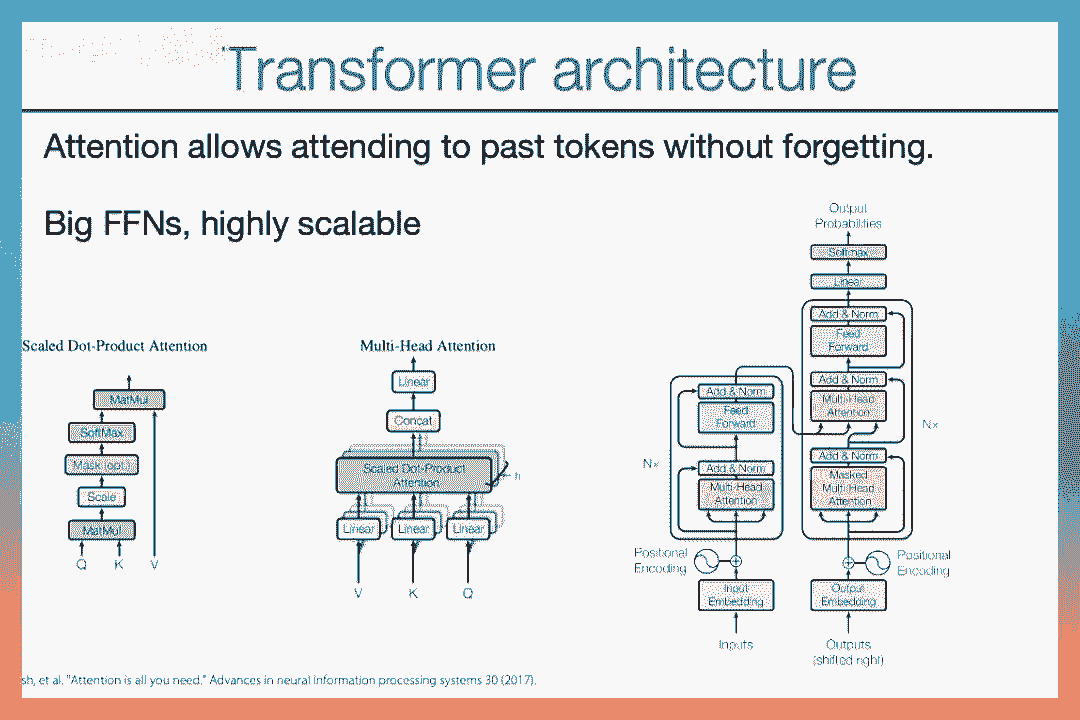 Transformer architecture
Attention allows attending to past tokens without forgetting.
Big FFNs, highly scalable
Scaled Dot-Product Attention
MatMul
SoftMax
Mask (opt.)
Scale
MatMul
Q K V
Multi-Head Attention
Linear
Concat
Scaled Dot-Product
Attention
h
Linear Linear Linear
V K Q
Output
Probabilities
Softmax
Linear
Add & Norm
Feed
Forward
Add & Norm
Multi-Head
Attention
Nx
Add & Norm
Masked
Multi-Head
Attention
Positional
Encoding
Output
Embedding
Outputs
(shifted right)
Add & Norm
Feed
Forward
Nx
Add & Norm
Multi-Head
Attention
Positional
Encoding
Input
Embedding
Inputs
sh, et al. "Attention is all you need." Advances in neural information processing systems 30 (2017).